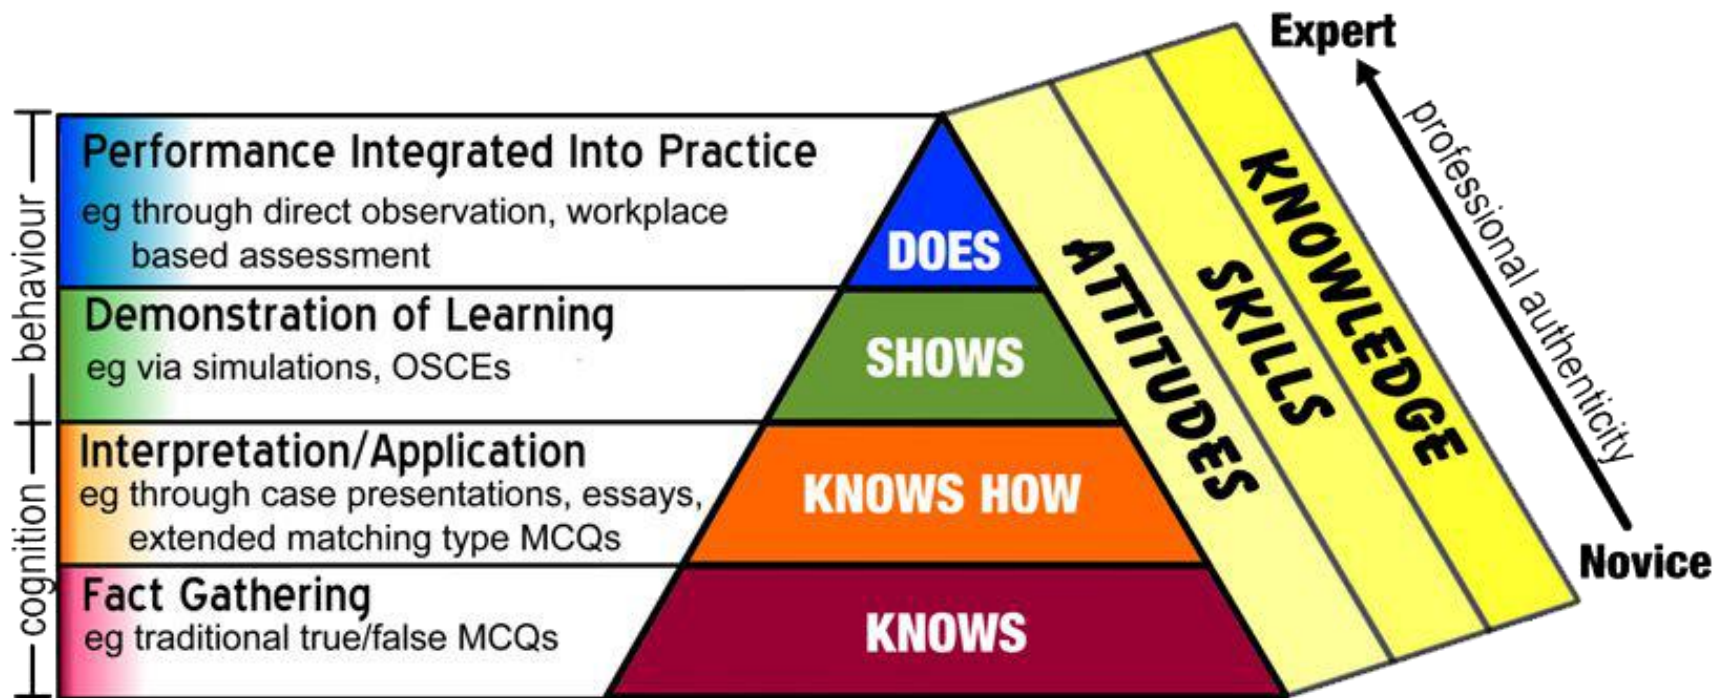 Expert
professional authenticity
Novice
behaviour
cognition
Performance Integrated Into Practice
eg through direct observation, workplace
based assessment
DOES
Demonstration of Learning
eg via simulations, OSCEs
SHOWS
Interpretation/Application
eg through case presentations, essays,
extended matching type MCQs
KNOWS HOW
Fact Gathering
eg traditional true/false MCQs
KNOWS
ATTITUDES
SKILLS
KNOWLEDGE